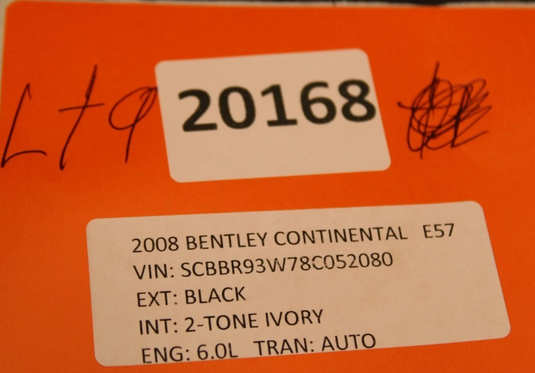 Lt9 20168
2008 BENTLEY CONTINENTAL E57
VIN: SCBBR93W78C052080
EXT: BLACK
INT: 2-TONE IVORY
ENG: 6.0L TRAN: AUTO